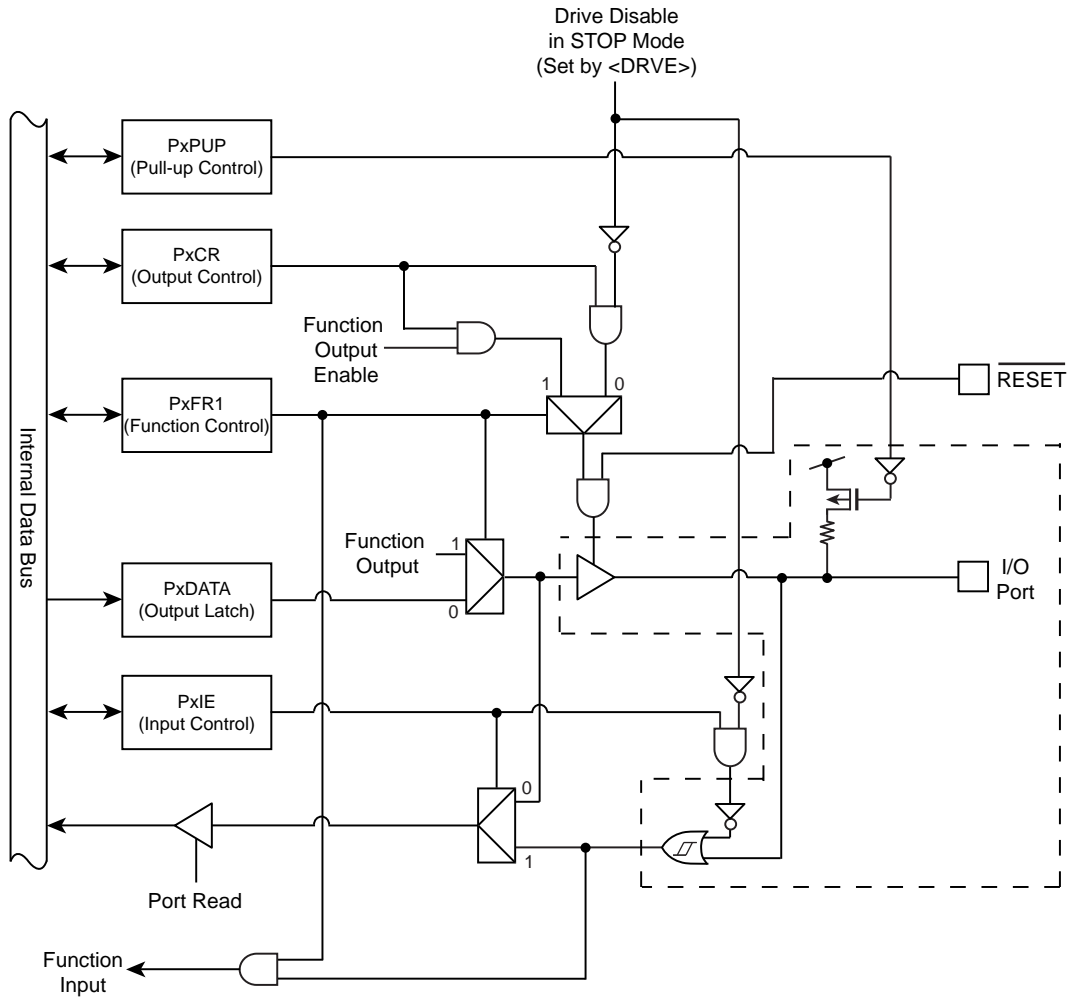 Drive Disable
in STOP Mode
(Set by <DRVE>)
PxPUP
(Pull-up Control)
PxCR
(Output Control)
Function
Output
Enable
1
0
RESET
PxFR1
(Function Control)
Internal Data Bus
Function
Output
1
0
I/O
Port
PxDATA
(Output Latch)
PxIE
(Input Control)
0
1
Port Read
Function
Input